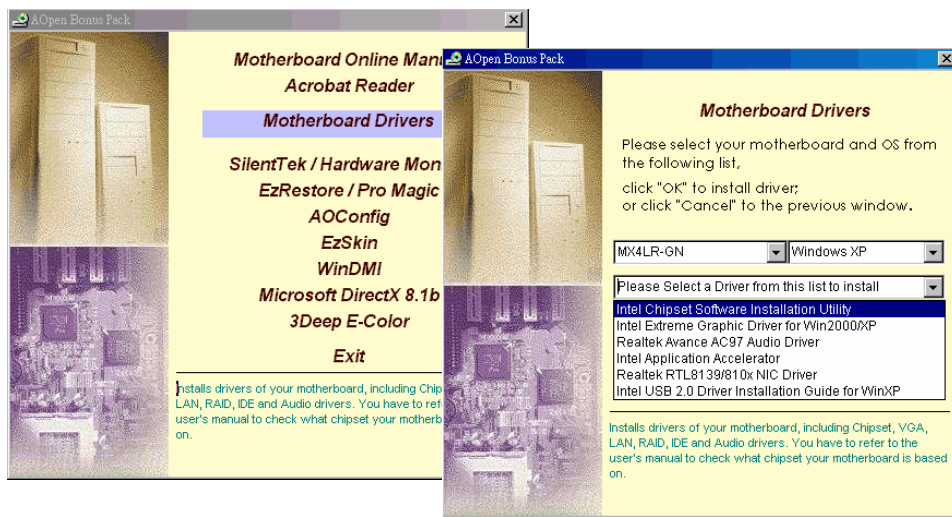 AOpen Bonus Pack
Motherboard Online Manu
Acrobat Reader
Motherboard Drivers
SilentTek / Hardware Mon
EzRestore / Pro Magic
AOConfig
EzSkin
WinDMI
Microsoft DirectX 8.1b
3Deep E-Color
Exit
Installs drivers of your motherboard, including Chip
LAN, RAID, IDE and Audio drivers. You have to ref
user's manual to check what chipset your motherb
on.
AOpen Bonus Pack
Motherboard Drivers
Please select your motherboard and OS from
the following list,
click "OK" to install driver;
or click "Cancel" to the previous window.
MX4LR-GN Windows XP
Please Select a Driver from this list to install
Intel Chipset Software Installation Utility
Intel Extreme Graphic Driver for Win2000/XP
Realtek Avance AC97 Audio Driver
Intel Application Accelerator
Realtek RTL8139/810x NIC Driver
Intel USB 2.0 Driver Installation Guide for WinXP
Installs drivers of your motherboard, including Chipset, VGA,
LAN, RAID, IDE and Audio drivers. You have to refer to the
user's manual to check what chipset your motherboard is based
on.